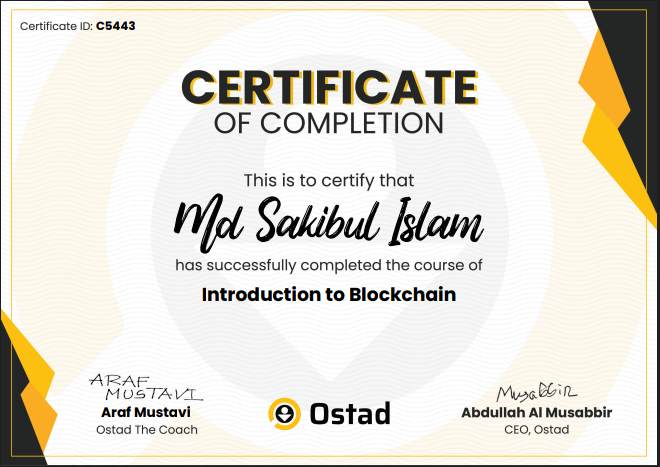 Certificate ID: C5443
CERTIFICATE
OF COMPLETION
This is to certify that
Md Sakibul Islam
has successfully completed the course of
Introduction to Blockchain
ARAF
MUSTAVI
Araf Mustavi
Ostad The Coach
Ostad
Musabbir
Abdullah Al Musabbir
CEO, Ostad